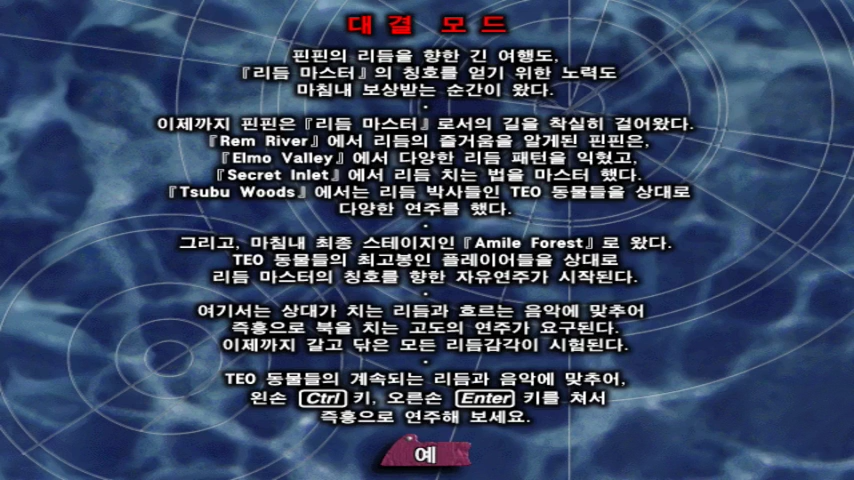 대 결 모 드
핀핀의 리듬을 향한 긴 여행도,
『리듬 마스터』의 칭호를 얻기 위한 노력도
마침내 보상받는 순간이 왔다.
·
이제까지 핀핀은『리듬 마스터』로서의 길을 착실히 걸어왔다.
『Rem River』에서 리듬의 즐거움을 알게된 핀핀은,
『Elmo Valley』에서 다양한 리듬 패턴을 익혔고,
『Secret Inlet』에서 리듬 치는 법을 마스터 했다.
『Tsubu Woods』에서는 리듬 박사들인 TEO 동물들을 상대로
다양한 연주를 했다.
·
그리고, 마침내 최종 스테이지인『Amile Forest』로 왔다.
TEO 동물들의 최고봉인 플레이어들을 상대로
리듬 마스터의 칭호를 향한 자유연주가 시작된다.
·
여기서는 상대가 치는 리듬과 흐르는 음악에 맞추어
즉흥으로 북을 치는 고도의 연주가 요구된다.
이제까지 갈고 닦은 모든 리듬감각이 시험된다.
·
TEO 동물들의 계속되는 리듬과 음악에 맞추어,
왼손 Ctrl 키, 오른손 Enter 키를 쳐서
즉흥으로 연주해 보세요.
예